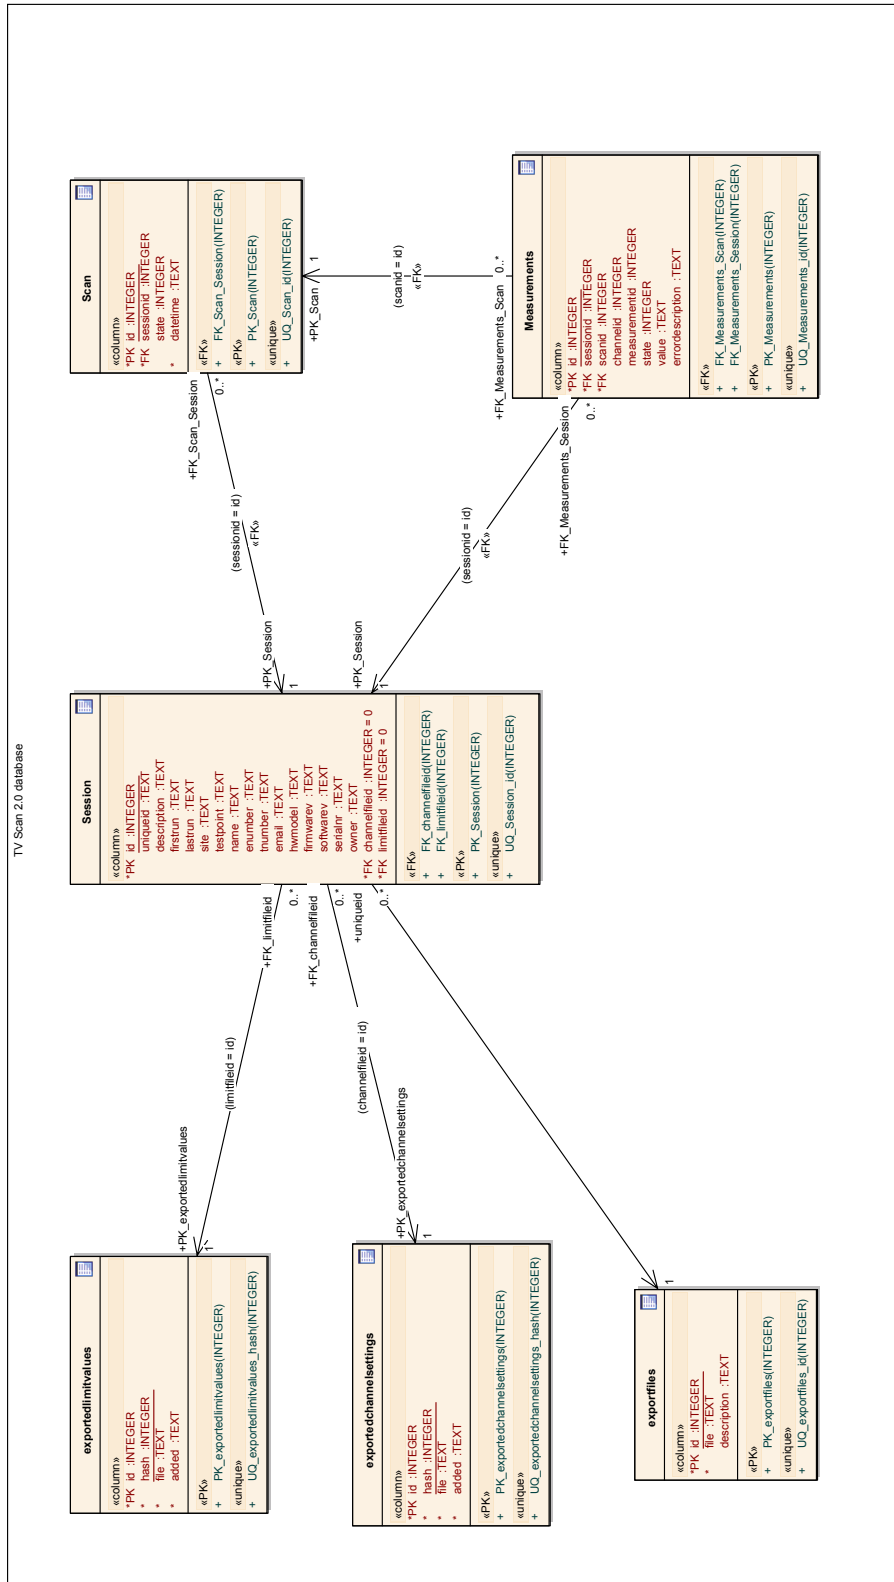 TV Scan 2.0 database
exportedlimitvalues
«column»
*PK id :INTEGER
* hash :INTEGER
* file :TEXT
* added :TEXT
«PK»
+ PK_exportedlimitvalues(INTEGER)
«unique»
+ UQ_exportedlimitvalues_hash(INTEGER)
+PK_exportedlimitvalues
1
(limitfileid = id)
+FK_limitfileid
0..*
exportedchannelsettings
«column»
*PK id :INTEGER
* hash :INTEGER
* file :TEXT
* added :TEXT
«PK»
+ PK_exportedchannelsettings(INTEGER)
«unique»
+ UQ_exportedchannelsettings_hash(INTEGER)
+PK_exportedchannelsettings
1
(channelfileid = id)
+FK_channelfileid
0..*
exportfiles
«column»
*PK id :INTEGER
* file :TEXT
description :TEXT
«PK»
+ PK_exportfiles(INTEGER)
«unique»
+ UQ_exportfiles_id(INTEGER)
1
+uniqueid
0..*
Session
«column»
*PK id :INTEGER
uniqueid :TEXT
description :TEXT
firstrun :TEXT
lastrun :TEXT
site :TEXT
testpoint :TEXT
name :TEXT
enumber :TEXT
tnumber :TEXT
email :TEXT
hwmodel :TEXT
firmwarev :TEXT
softwarev :TEXT
serialnr :TEXT
owner :TEXT
*FK channelfileid :INTEGER = 0
*FK limitfileid :INTEGER = 0
«FK»
+ FK_channelfileid(INTEGER)
+ FK_limitfileid(INTEGER)
«PK»
+ PK_Session(INTEGER)
«unique»
+ UQ_Session_id(INTEGER)
+PK_Session
1
(sessionid = id)
«FK»
+FK_Scan_Session
0..*
+PK_Session
1
(sessionid = id)
«FK»
+FK_Measurements_Session
0..*
Scan
«column»
*PK id :INTEGER
*FK sessionid :INTEGER
state :INTEGER
* datetime :TEXT
«FK»
+ FK_Scan_Session(INTEGER)
«PK»
+ PK_Scan(INTEGER)
«unique»
+ UQ_Scan_id(INTEGER)
+PK_Scan
1
(scanid = id)
«FK»
+FK_Measurements_Scan
0..*
Measurements
«column»
*PK id :INTEGER
*FK sessionid :INTEGER
*FK scanid :INTEGER
channelid :INTEGER
measurementid :INTEGER
state :INTEGER
value :TEXT
errordescription :TEXT
«FK»
+ FK_Measurements_Scan(INTEGER)
+ FK_Measurements_Session(INTEGER)
«PK»
+ PK_Measurements(INTEGER)
«unique»
+ UQ_Measurements_id(INTEGER)